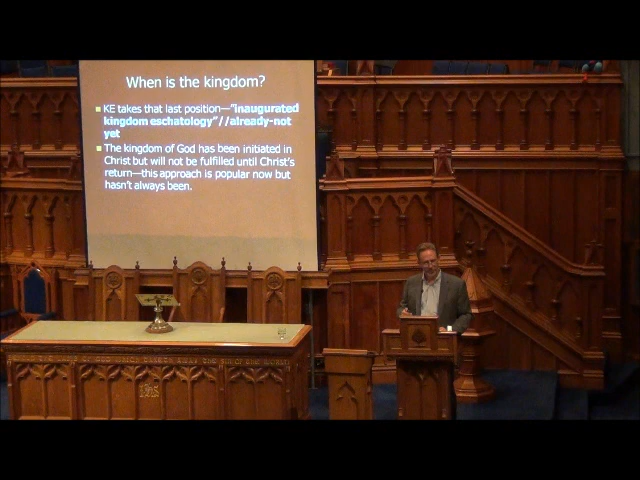 When is the kingdom?
KE takes that last position—"inaugurated
kingdom eschatology"//already-not
yet
The kingdom of God has been initiated in
Christ but will not be fulfilled until Christ's
return—this approach is popular now but
hasn't always been.
IHS